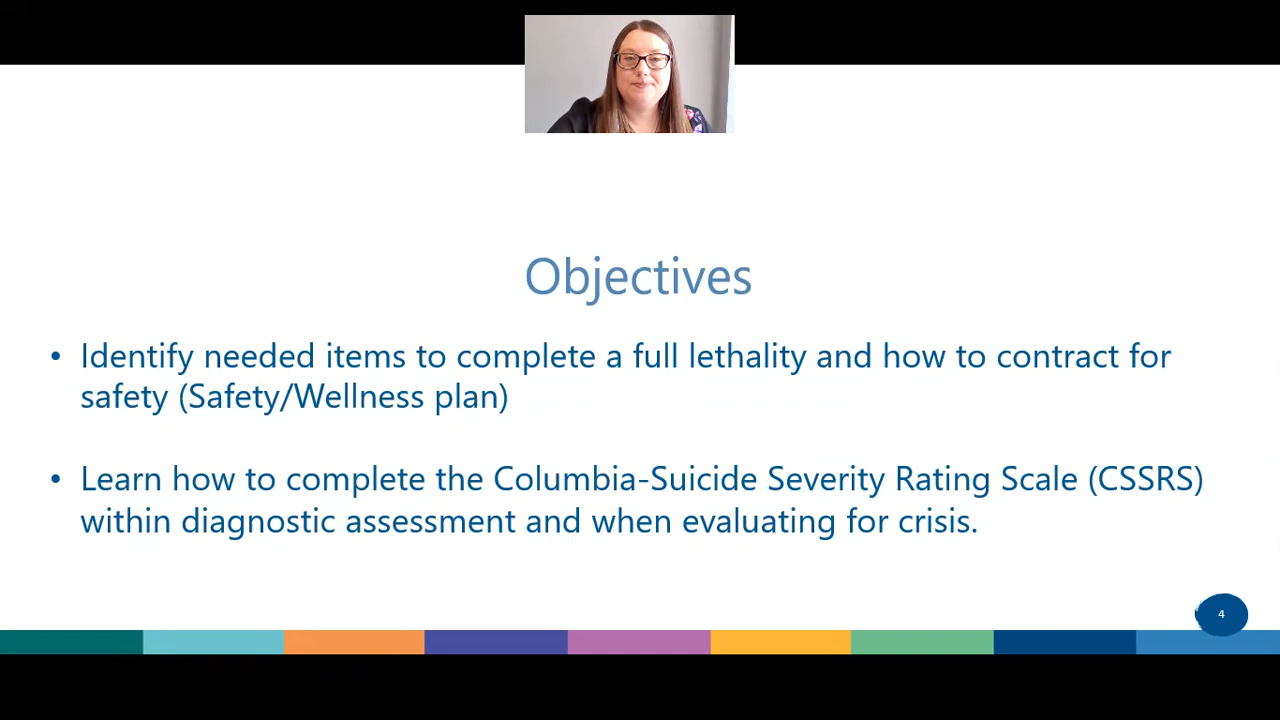 Objectives
• Identify needed items to complete a full lethality and how to contract for
safety (Safety/Wellness plan)
• Learn how to complete the Columbia-Suicide Severity Rating Scale (CSSRS)
within diagnostic assessment and when evaluating for crisis.
4